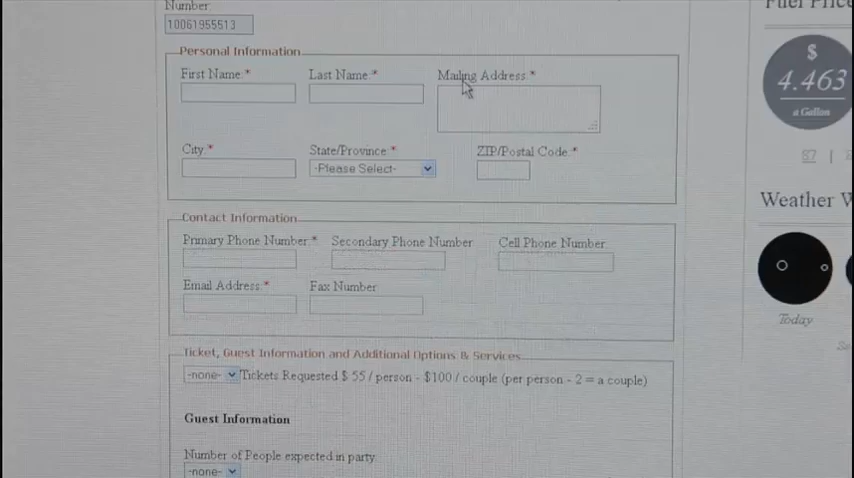 Number
10061955513
Personal Information
First Name:* Last Name:* Mailing Address:*
City:* State/Province:* ZIP/Postal Code:*
-Please Select-
Contact Information
Primary Phone Number:* Secondary Phone Number Cell Phone Number
Email Address:* Fax Number
Ticket, Guest Information and Additional Options & Services
-none- Tickets Requested $ 55 / person - $100 / couple (per person - 2 = a couple)
Guest Information
Number of People expected in party
-none-
Fuel Price
$
4.463
a Gallon
87 |
Weather W
Today